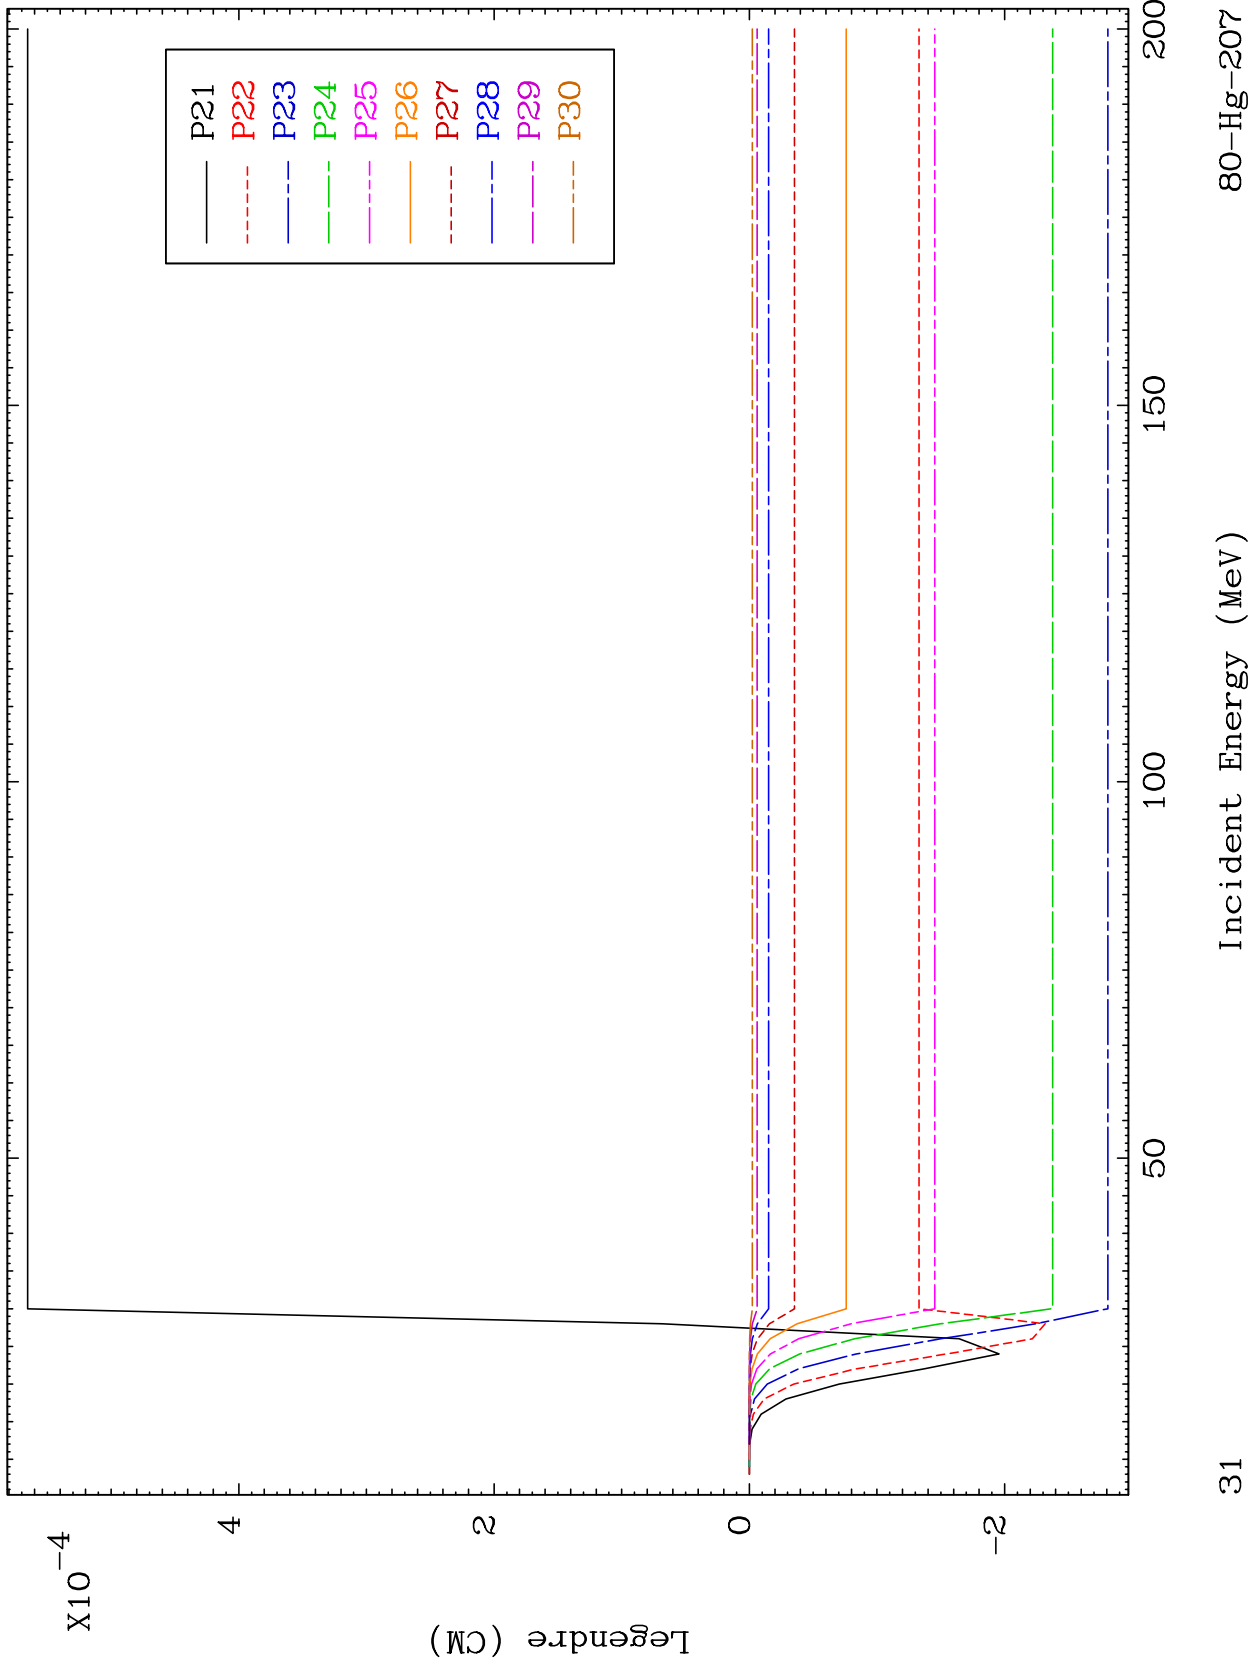 X10−4
4
2
0
-2
Legendre (CM)
P21
P22
P23
P24
P25
P26
P27
P28
P29
P30
50
100
150
200
31
Incident Energy (MeV)
80-Hg-207